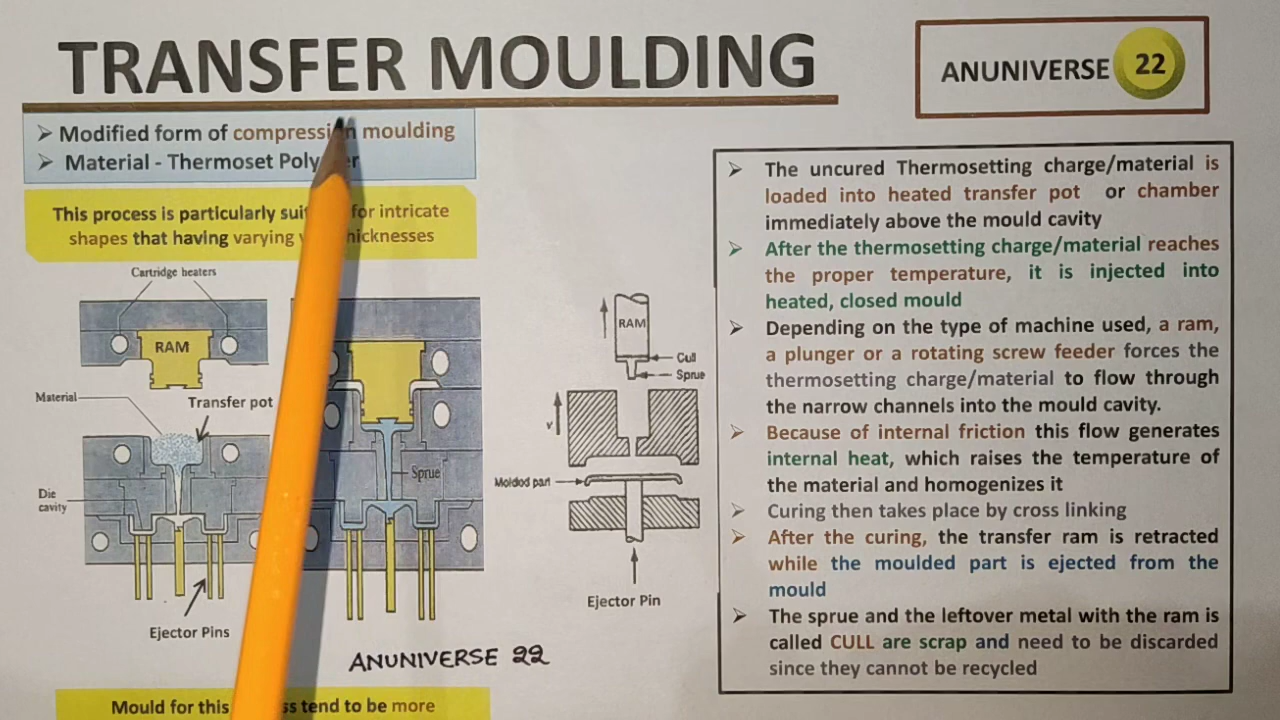 TRANSFER MOULDING
ANUNIVERSE 22
➢ Modified form of compression moulding
➢ Material - Thermoset Polymer
This process is particularly for intricate
shapes that having varying thicknesses
Cartridge heaters
RAM
Material
Transfer pot
Die
cavity
Ejector Pins
Sprue
RAM
Cull
Sprue
v
Molded part
Ejector Pin
ANUNIVERSE 22
Mould for this tend to be more
➢ The uncured Thermosetting charge/material is
loaded into heated transfer pot or chamber
immediately above the mould cavity
➢ After the thermosetting charge/material reaches
the proper temperature, it is injected into
heated, closed mould
➢ Depending on the type of machine used, a ram,
a plunger or a rotating screw feeder forces the
thermosetting charge/material to flow through
the narrow channels into the mould cavity.
➢ Because of internal friction this flow generates
internal heat, which raises the temperature of
the material and homogenizes it
➢ Curing then takes place by cross linking
➢ After the curing, the transfer ram is retracted
while the moulded part is ejected from the
mould
➢ The sprue and the leftover metal with the ram is
called CULL are scrap and need to be discarded
since they cannot be recycled